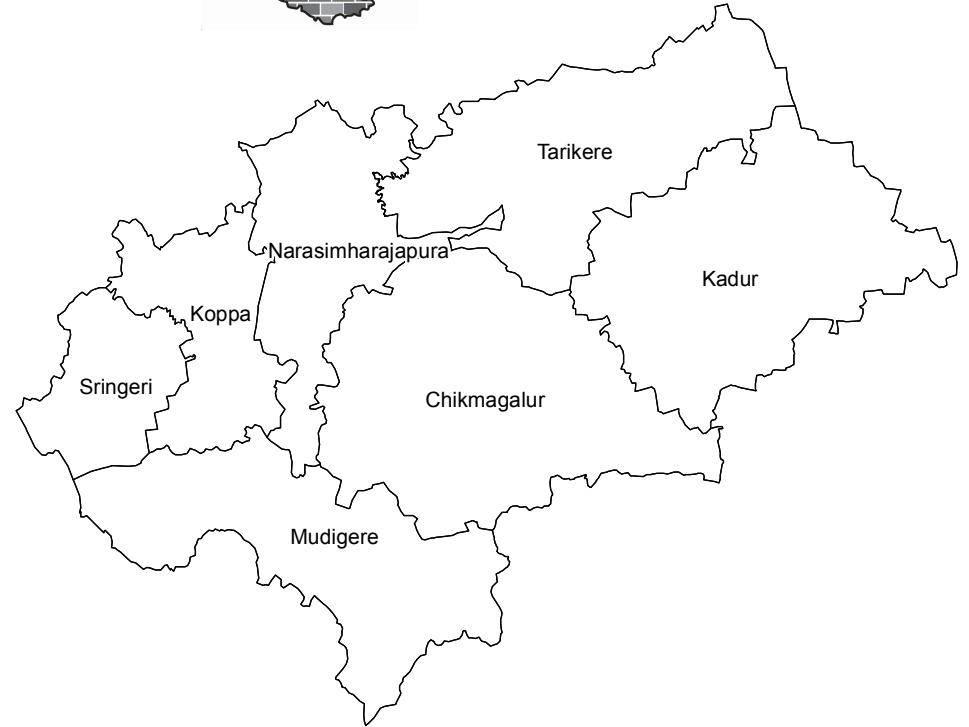 Tarikere
Narasimharajapura
Kadur
Koppa
Sringeri
Chikmagalur
Mudigere